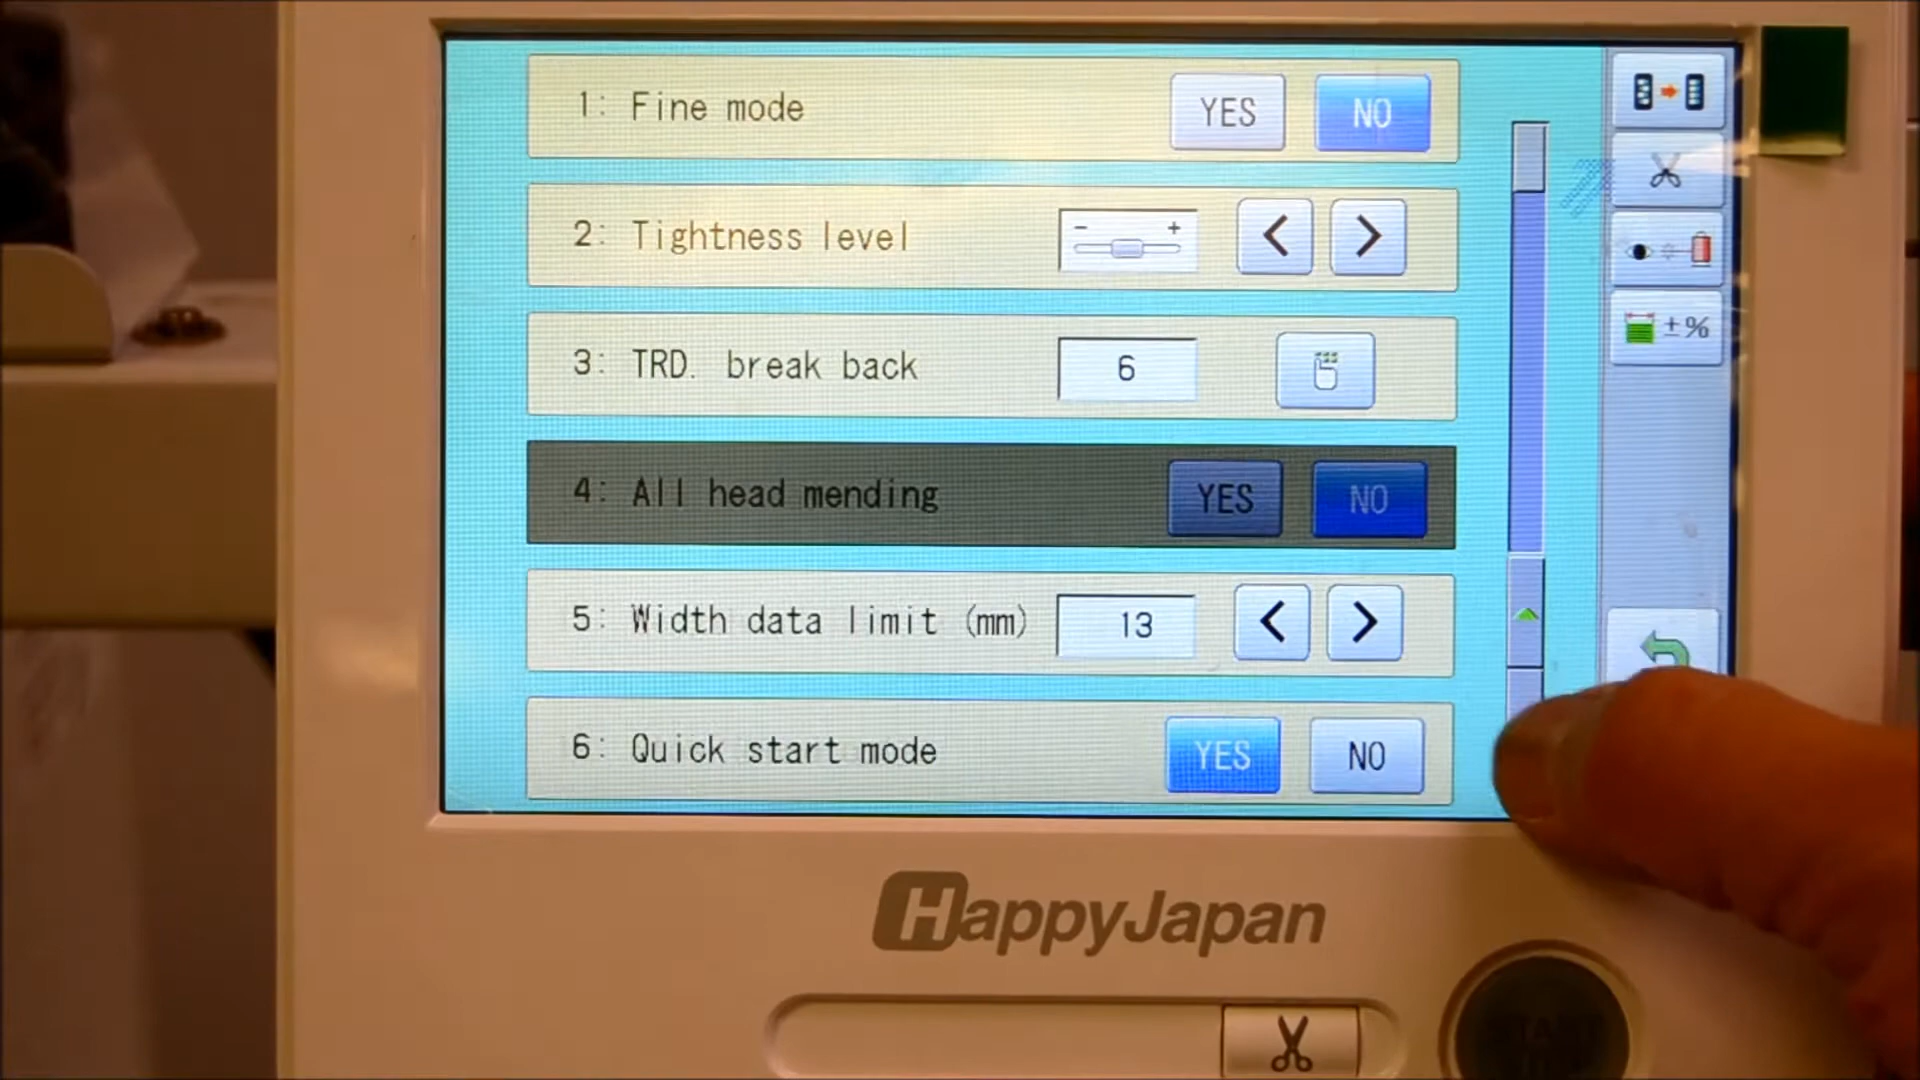 1: Fine mode YES NO
2: Tightness level - +
3: TRD. break back 6
4: All head mending YES NO
5: Width data limit (mm) 13
6: Quick start mode YES NO
±%
HappyJapan